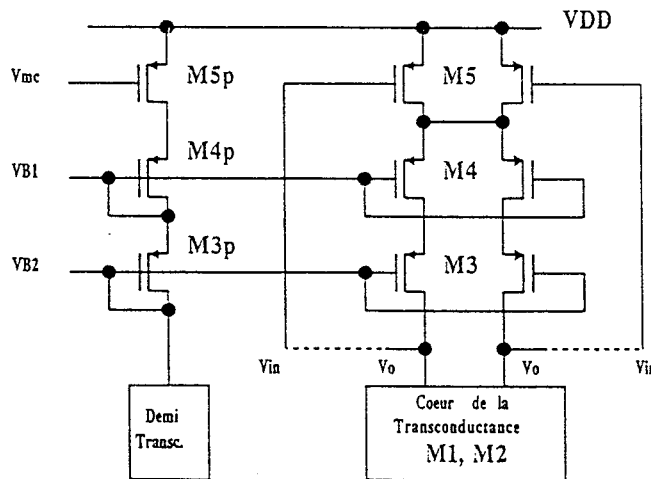 VDD
Vmc
M5p
M5
M4p
VB1
M4
M3p
VB2
M3
Vin
Vo
Vo
Vin
Demi
Transc.
Coeur de la
Transconductance
M1, M2